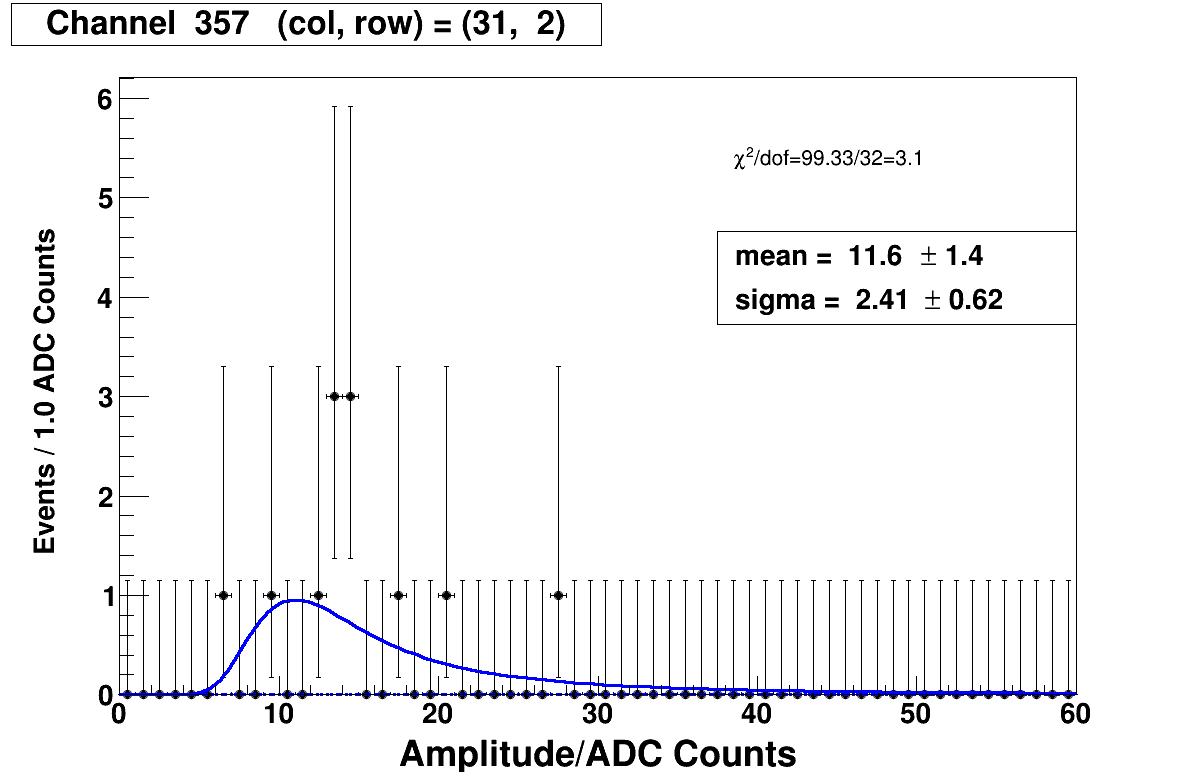 Channel 357 (col, row) = (31, 2)
χ²/dof=99.33/32=3.1
mean = 11.6 ± 1.4
sigma = 2.41 ± 0.62
Events / 1.0 ADC Counts
6
5
4
3
2
1
0
0 10 20 30 40 50 60
Amplitude/ADC Counts